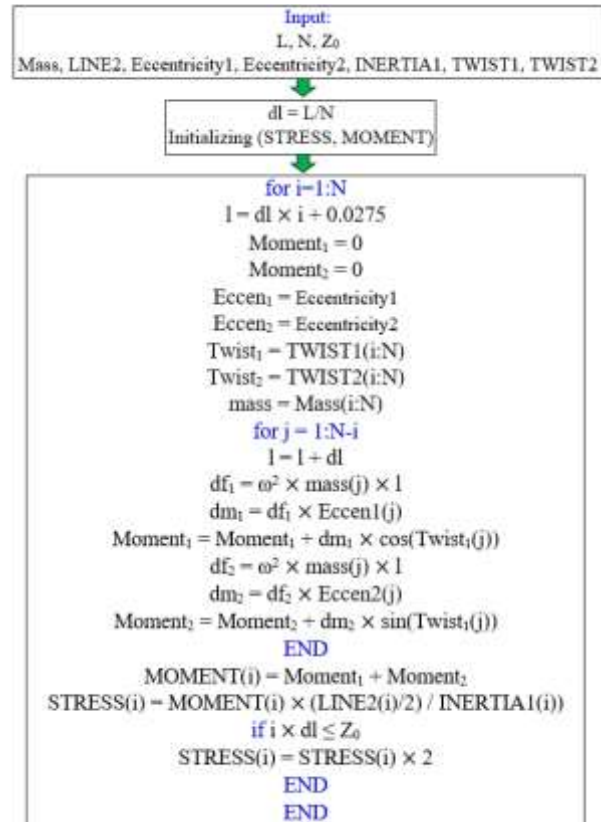 Input:
L, N, Z₀
Mass, LINE2, Eccentricity1, Eccentricity2, INERTIA1, TWIST1, TWIST2
dl = L/N
Initializing (STRESS, MOMENT)
for i=1:N
l = dl × i + 0.0275
Moment₁ = 0
Moment₂ = 0
Eccen₁ = Eccentricity1
Eccen₂ = Eccentricity2
Twist₁ = TWIST1(i:N)
Twist₂ = TWIST2(i:N)
mass = Mass(i:N)
for j = 1:N-i
l = l + dl
df₁ = ω² × mass(j) × l
dm₁ = df₁ × Eccen1(j)
Moment₁ = Moment₁ + dm₁ × cos(Twist₁(j))
df₂ = ω² × mass(j) × l
dm₂ = df₂ × Eccen2(j)
Moment₂ = Moment₂ + dm₂ × sin(Twist₁(j))
END
MOMENT(i) = Moment₁ + Moment₂
STRESS(i) = MOMENT(i) × (LINE2(i)/2) / INERTIA1(i))
if i × dl ≤ Z₀
STRESS(i) = STRESS(i) × 2
END
END